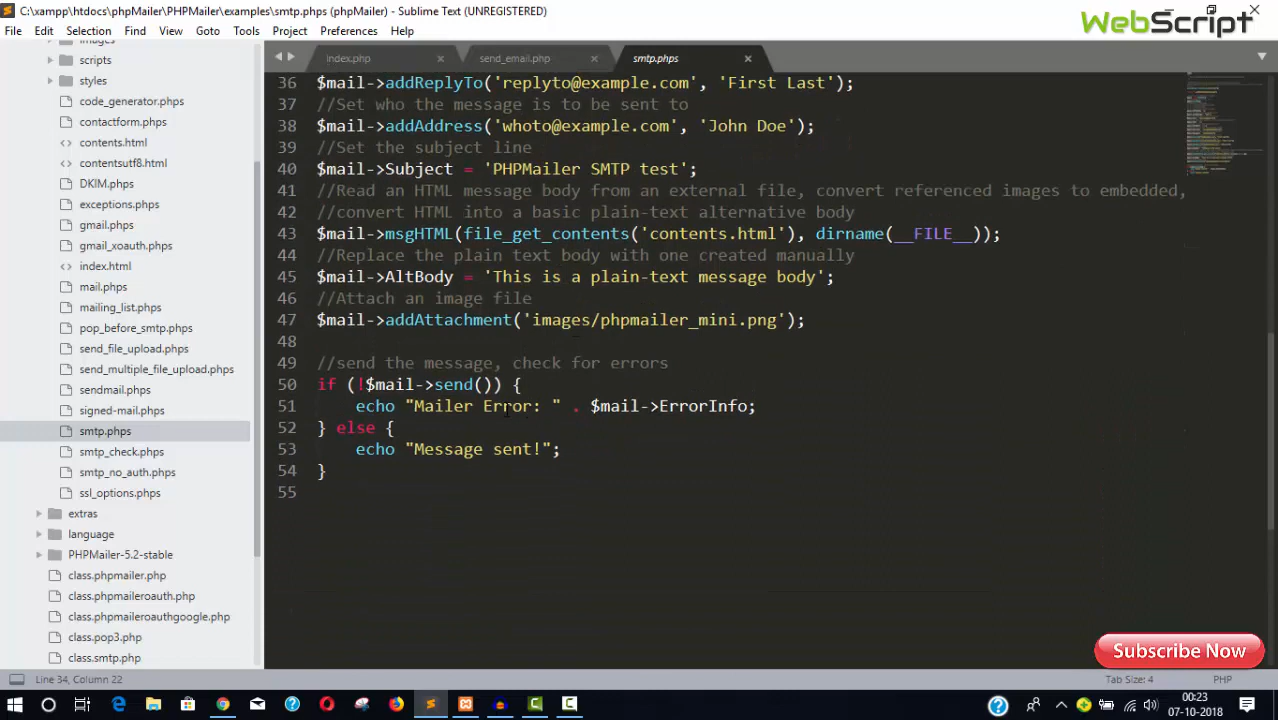 C:\xampp\htdocs\phpMailer\PHPMailer\examples\smtp.phps (phpMailer) - Sublime Text (UNREGISTERED)
WebScript
File Edit Selection Find View Goto Tools Project Preferences Help
images
scripts
styles
code_generator.phps
contactform.phps
contents.html
contentsutf8.html
DKIM.phps
exceptions.phps
gmail.phps
gmail_xoauth.phps
index.html
mail.phps
mailing_list.phps
pop_before_smtp.phps
send_file_upload.phps
send_multiple_file_upload.phps
sendmail.phps
signed-mail.phps
smtp.phps
smtp_check.phps
smtp_no_auth.phps
ssl_options.phps
extras
language
PHPMailer-5.2-stable
class.phpmailer.php
class.phpmaileroauth.php
class.phpmaileroauthgoogle.php
class.pop3.php
class.smtp.php
index.php send_email.php smtp.phps
36 $mail->addReplyTo('replyto@example.com', 'First Last');
37 //Set who the message is to be sent to
38 $mail->addAddress('whoto@example.com', 'John Doe');
39 //Set the subject line
40 $mail->Subject = 'PHPMailer SMTP test';
41 //Read an HTML message body from an external file, convert referenced images to embedded,
42 //convert HTML into a basic plain-text alternative body
43 $mail->msgHTML(file_get_contents('contents.html'), dirname(__FILE__));
44 //Replace the plain text body with one created manually
45 $mail->AltBody = 'This is a plain-text message body';
46 //Attach an image file
47 $mail->addAttachment('images/phpmailer_mini.png');
48
49 //send the message, check for errors
50 if (!$mail->send()) {
51 echo "Mailer Error: " . $mail->ErrorInfo;
52 } else {
53 echo "Message sent!";
54 }
55
Subscribe Now
Line 34, Column 22 Tab Size: 4 PHP
00:23
07-10-2018